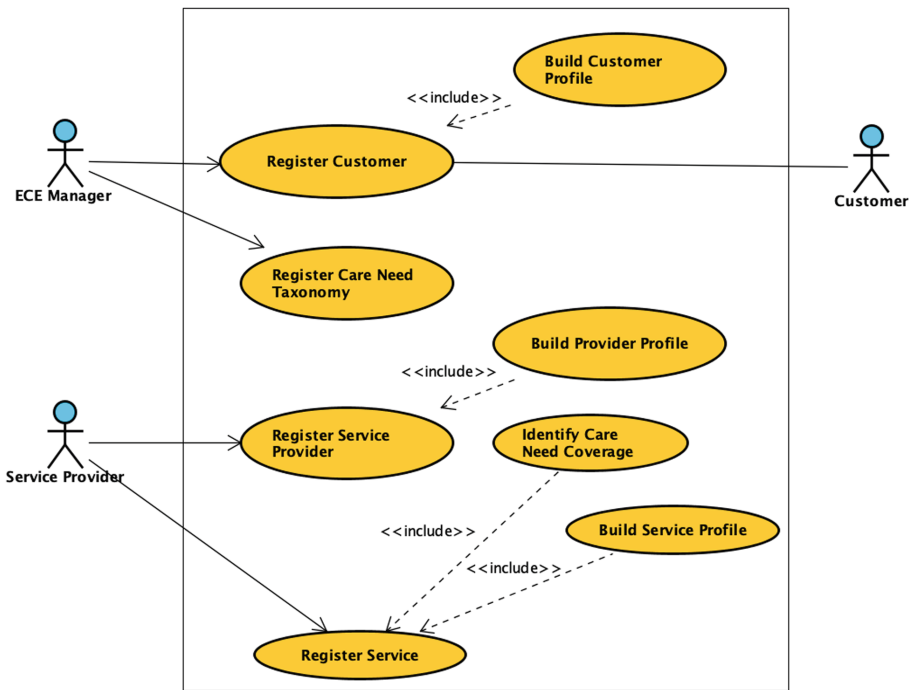 Build Customer
Profile
<<include>>
Register Customer
ECE Manager
Customer
Register Care Need
Taxonomy
Build Provider Profile
<<include>>
Register Service
Provider
Identify Care
Need Coverage
Service Provider
<<include>>
Build Service Profile
<<include>>
Register Service